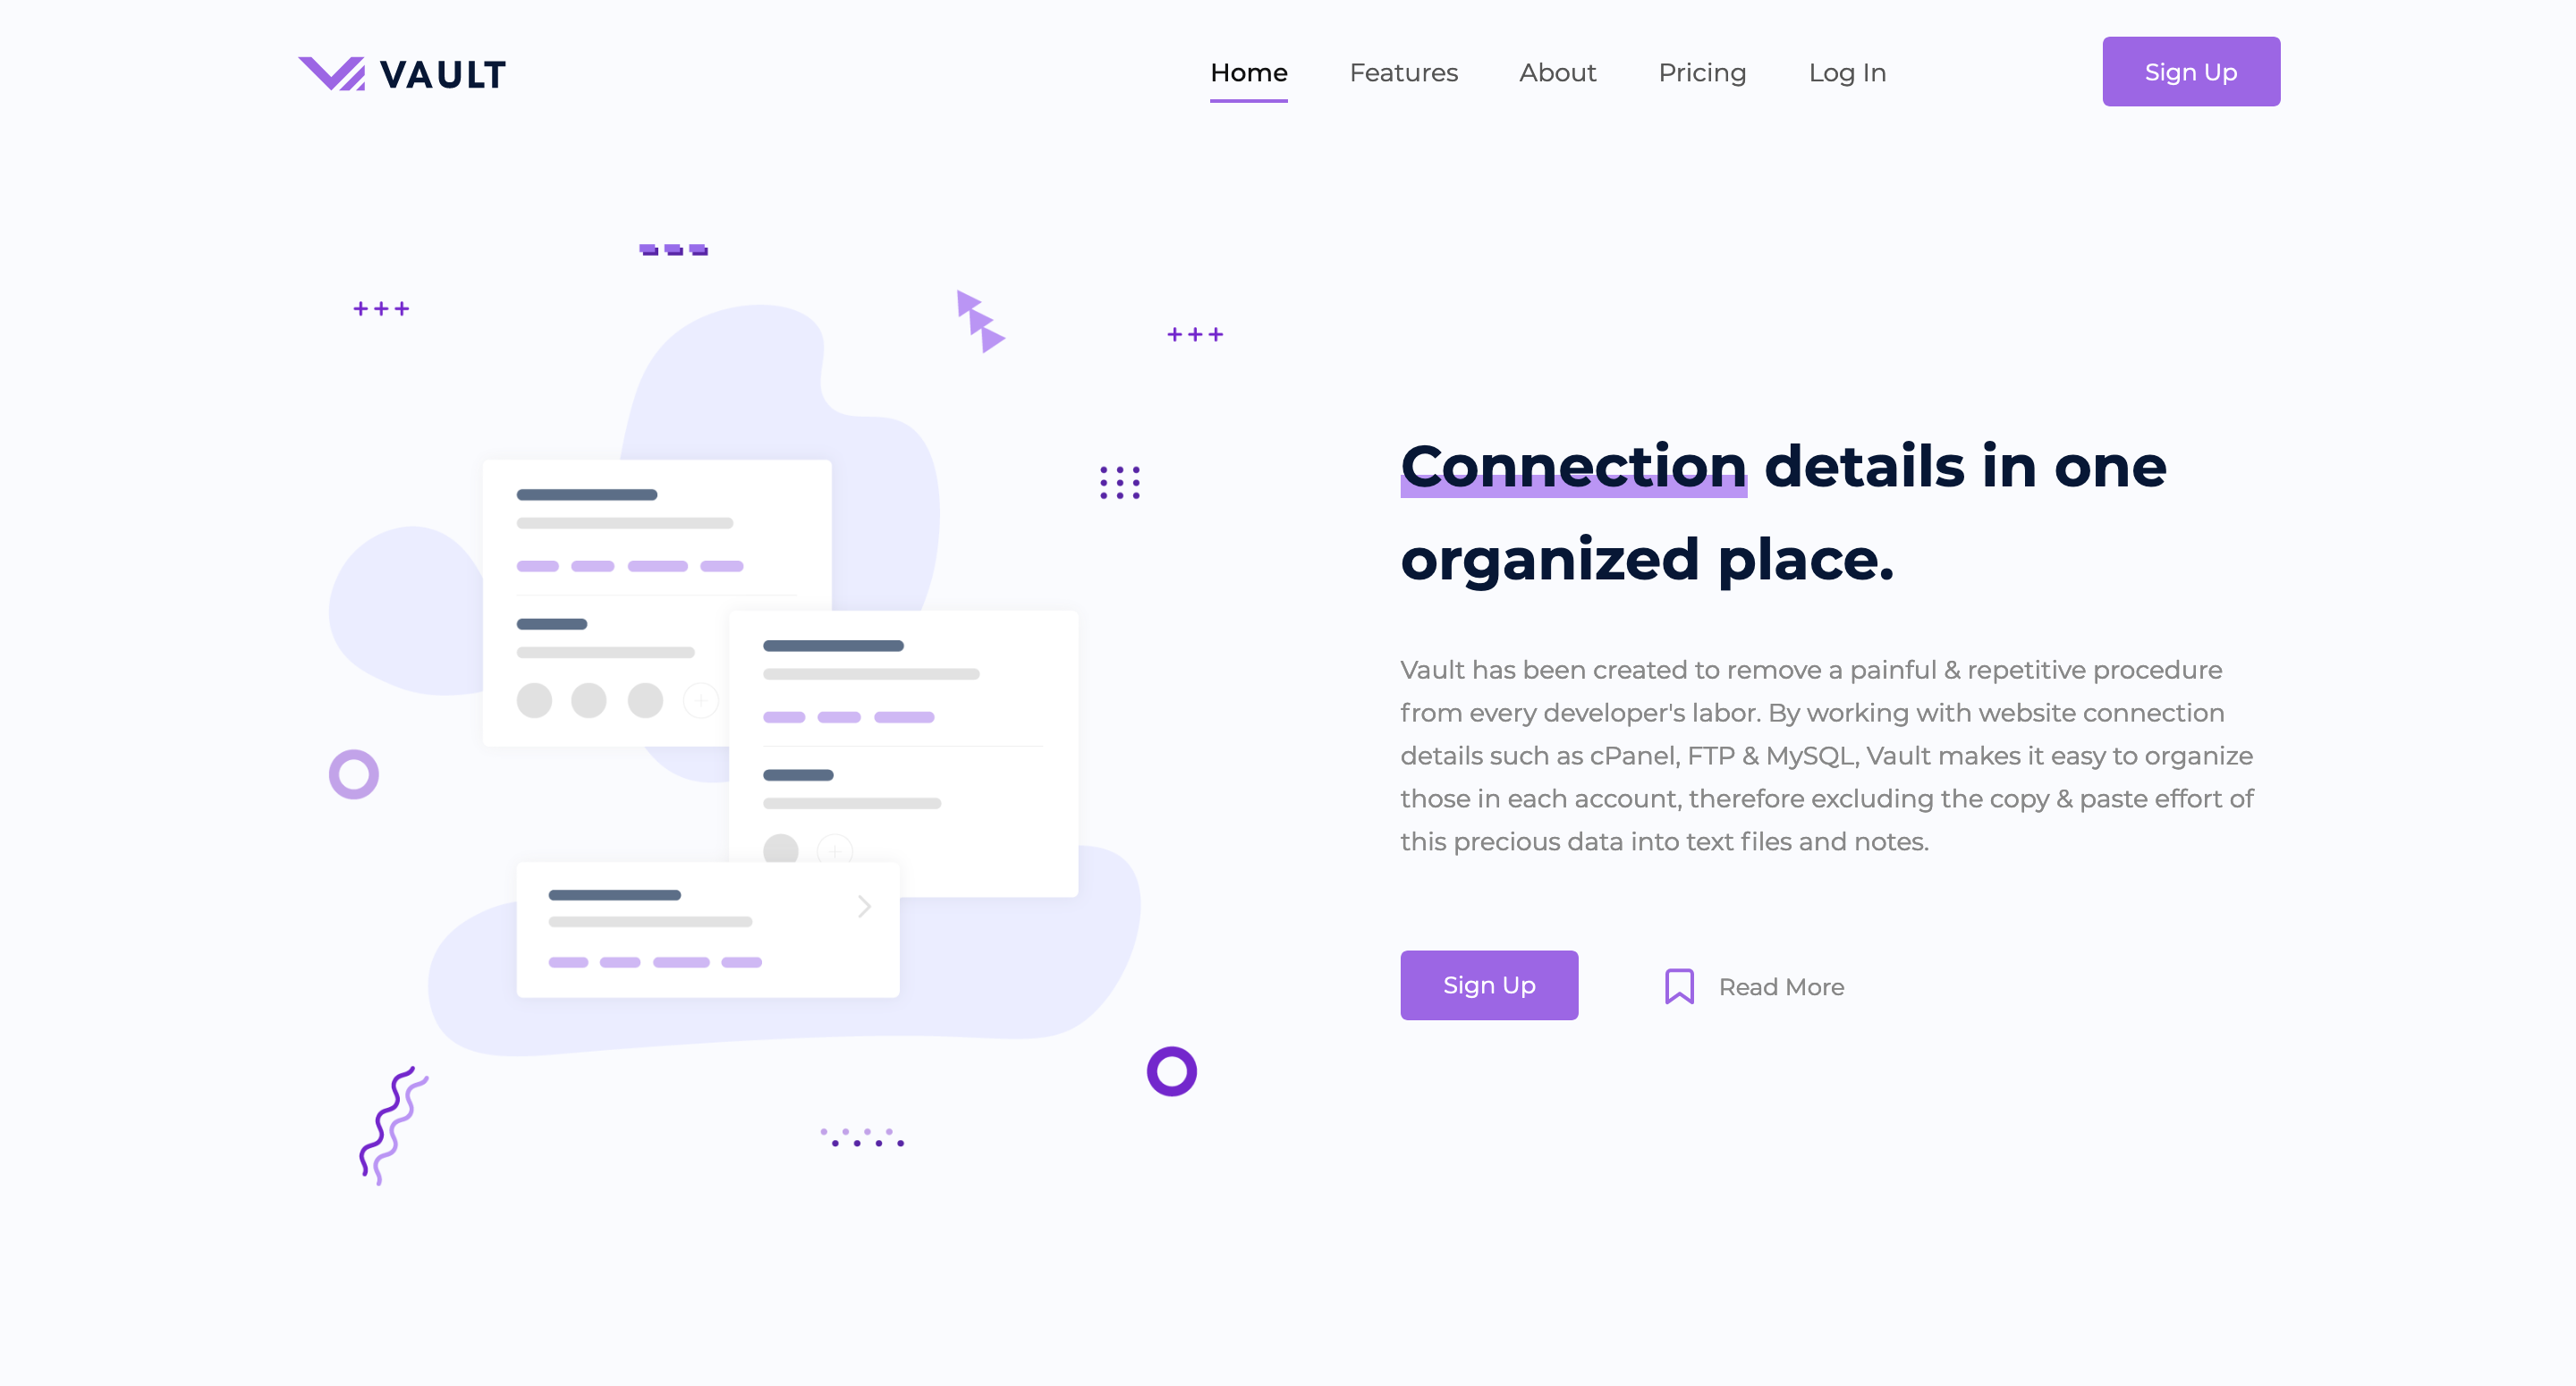 VAULT
Home Features About Pricing Log In Sign Up
Connection details in one
organized place.
Vault has been created to remove a painful & repetitive procedure
from every developer's labor. By working with website connection
details such as cPanel, FTP & MySQL, Vault makes it easy to organize
those in each account, therefore excluding the copy & paste effort of
this precious data into text files and notes.
Sign Up Read More